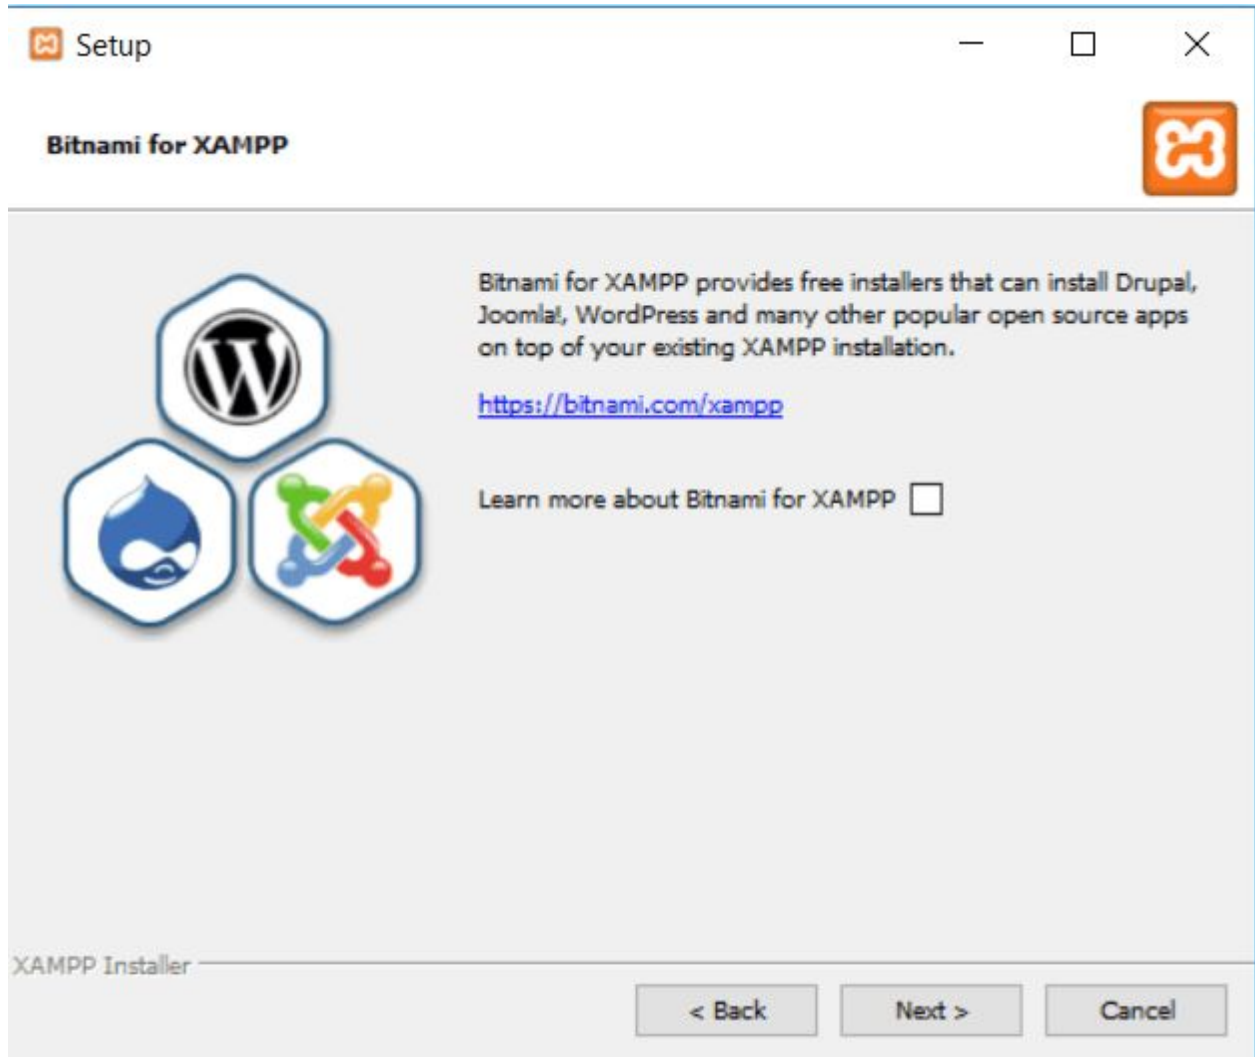 Setup
Bitnami for XAMPP
Bitnami for XAMPP provides free installers that can install Drupal,
Joomla!, WordPress and many other popular open source apps
on top of your existing XAMPP installation.
https://bitnami.com/xampp
Learn more about Bitnami for XAMPP
XAMPP Installer
< Back
Next >
Cancel